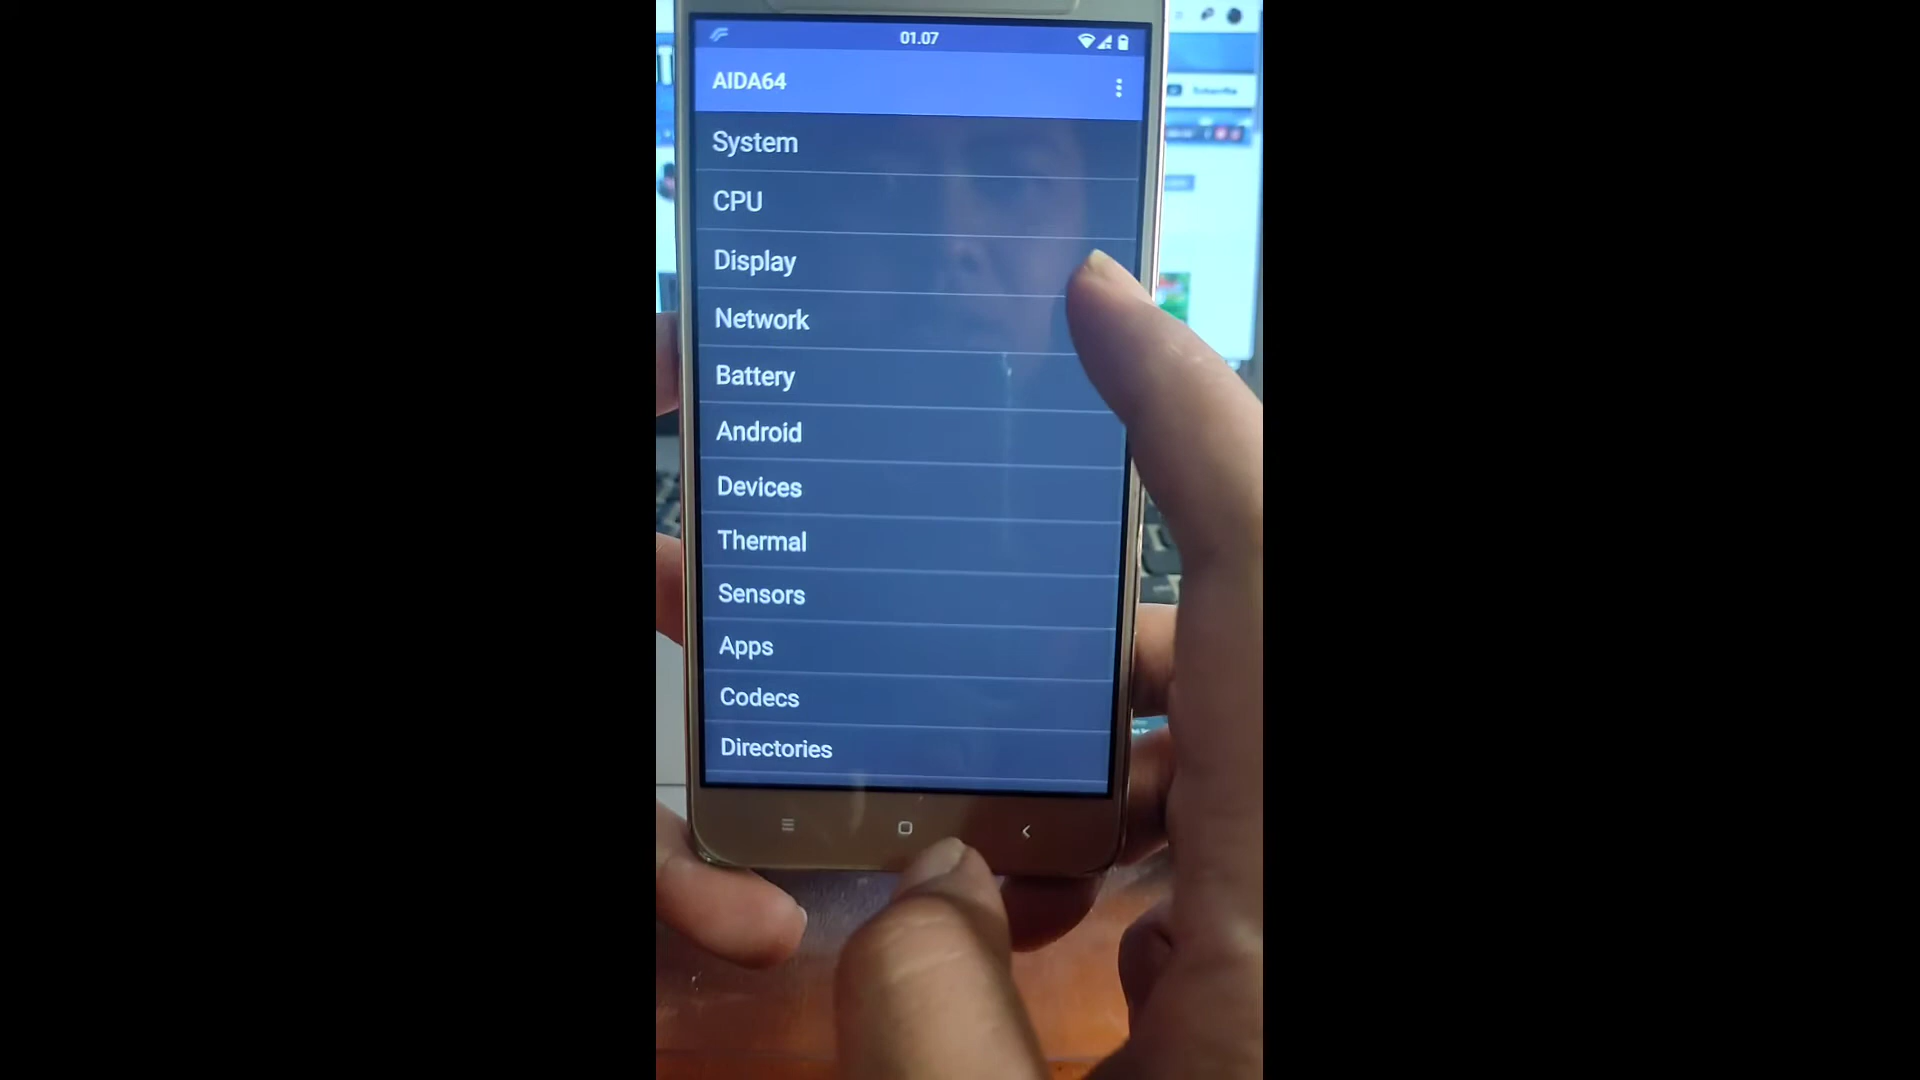 01.07
AIDA64
System
CPU
Display
Network
Battery
Android
Devices
Thermal
Sensors
Apps
Codecs
Directories